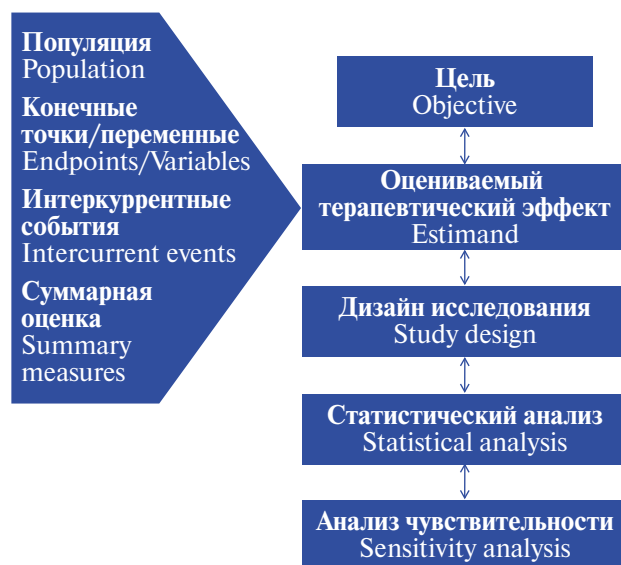 Популяция
Population
Конечные
точки/переменные
Endpoints/Variables
Интеркуррентные
события
Intercurrent events
Суммарная
оценка
Summary
measures
Цель
Objective
Оцениваемый
терапевтический эффект
Estimand
Дизайн исследования
Study design
Статистический анализ
Statistical analysis
Анализ чувствительности
Sensitivity analysis